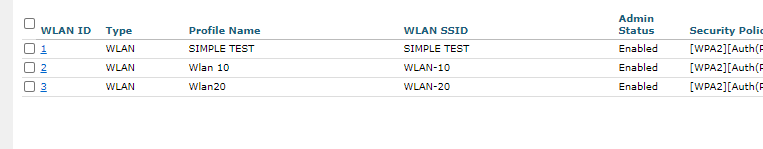 WLAN ID Type Profile Name WLAN SSID Admin Status Security Polic
1 WLAN SIMPLE TEST SIMPLE TEST Enabled [WPA2][Auth(P
2 WLAN Wlan 10 WLAN-10 Enabled [WPA2][Auth(P
3 WLAN Wlan20 WLAN-20 Enabled [WPA2][Auth(P